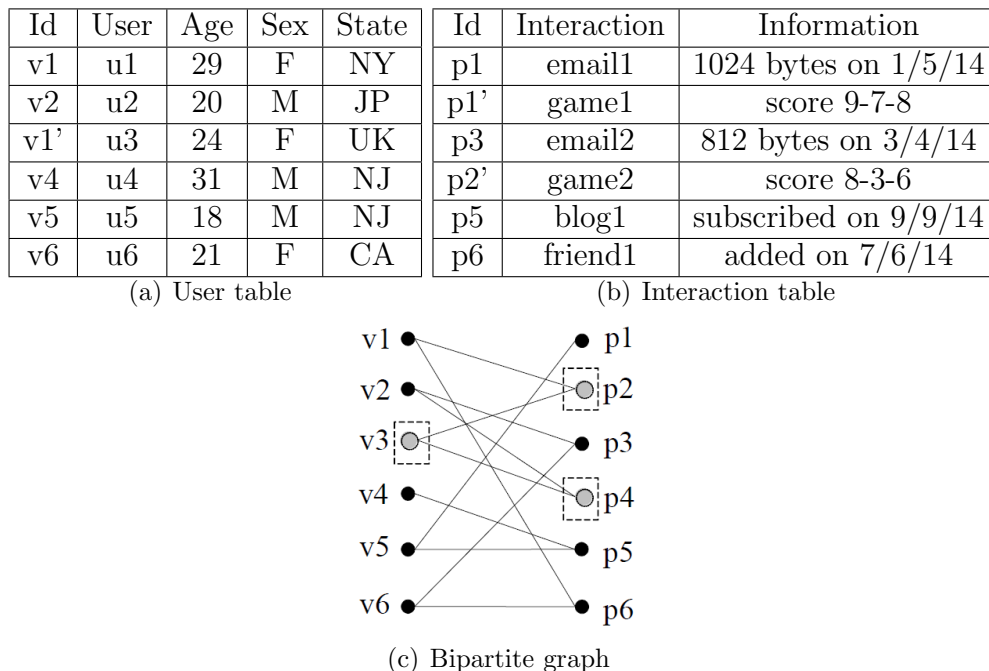 Id User Age Sex State
v1 u1 29 F NY
v2 u2 20 M JP
v1’ u3 24 F UK
v4 u4 31 M NJ
v5 u5 18 M NJ
v6 u6 21 F CA
(a) User table
Id Interaction Information
p1 email1 1024 bytes on 1/5/14
p1’ game1 score 9-7-8
p3 email2 812 bytes on 3/4/14
p2’ game2 score 8-3-6
p5 blog1 subscribed on 9/9/14
p6 friend1 added on 7/6/14
(b) Interaction table
v1 p1
v2 p2
v3 p3
v4 p4
v5 p5
v6 p6
(c) Bipartite graph